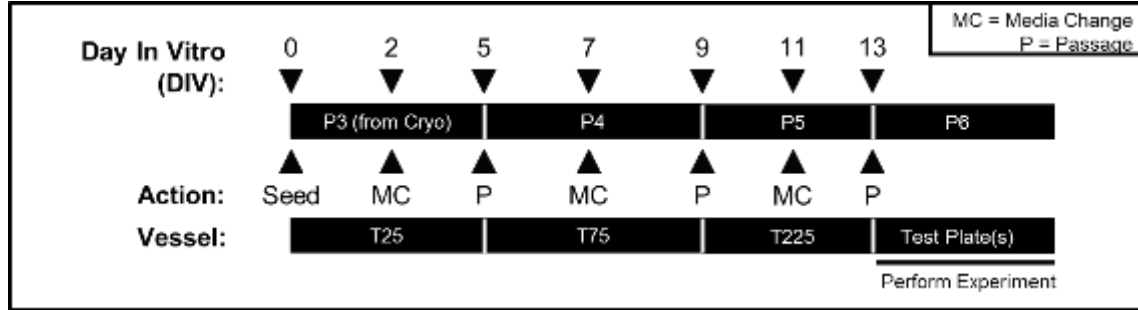 MC = Media Change
P = Passage
Day In Vitro
(DIV):
0 2 5 7 9 11 13
P3 (from Cryo) P4 P5 P6
Action: Seed MC P MC P MC P
Vessel: T25 T75 T225 Test Plate(s)
Perform Experiment